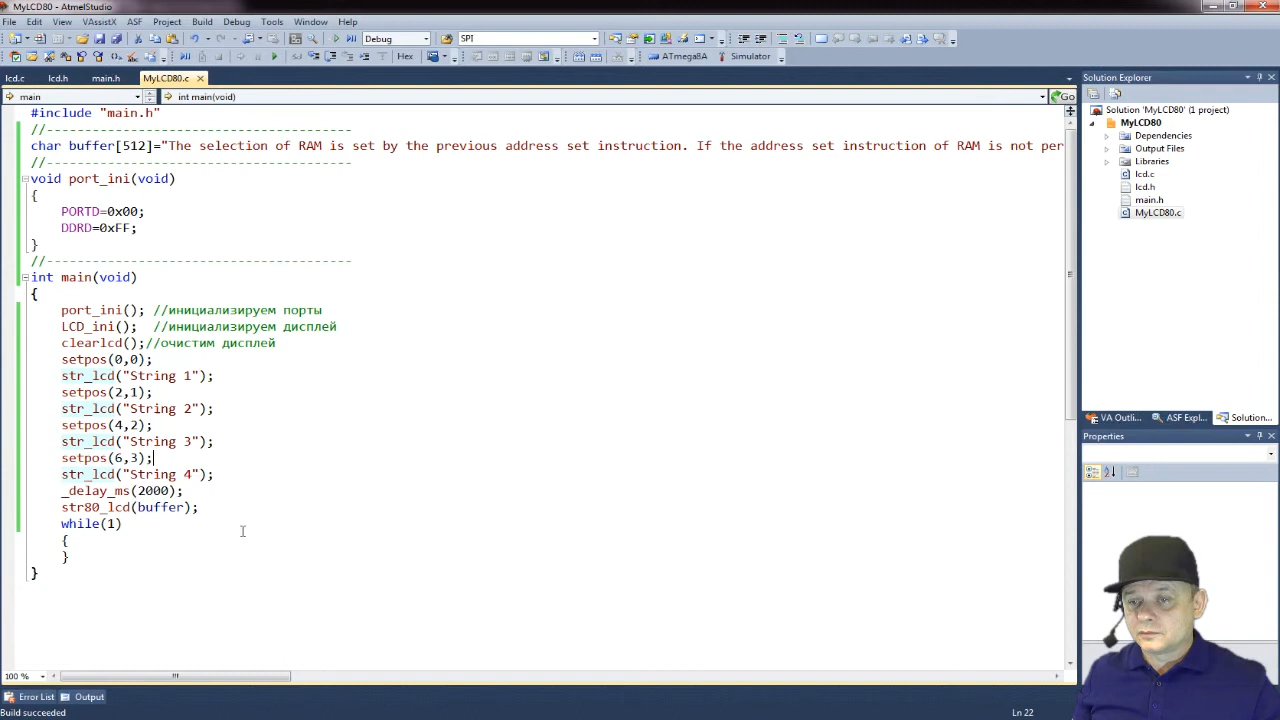 MyLCD80 - AtmelStudio
File Edit View VAssistX ASF Project Build Debug Tools Window Help
Debug SPI
Hex ATmega8A Simulator
lcd.c lcd.h main.h MyLCD80.c
main int main(void) Go
#include "main.h"
//----------------------------------------
char buffer[512]="The selection of RAM is set by the previous address set instruction. If the address set instruction of RAM is not per
//----------------------------------------
void port_ini(void)
{
PORTD=0x00;
DDRD=0xFF;
}
//----------------------------------------
int main(void)
{
port_ini(); //инициализируем порты
LCD_ini();  //инициализируем дисплей
clearlcd();//очистим дисплей
setpos(0,0);
str_lcd("String 1");
setpos(2,1);
str_lcd("String 2");
setpos(4,2);
str_lcd("String 3");
setpos(6,3);
str_lcd("String 4");
_delay_ms(2000);
str80_lcd(buffer);
while(1)
{
}
}
100 %
Error List Output
Build succeeded
Ln 22
Solution Explorer
Solution 'MyLCD80' (1 project)
MyLCD80
Dependencies
Output Files
Libraries
lcd.c
lcd.h
main.h
MyLCD80.c
VA Outli... ASF Expl... Solution...
Properties